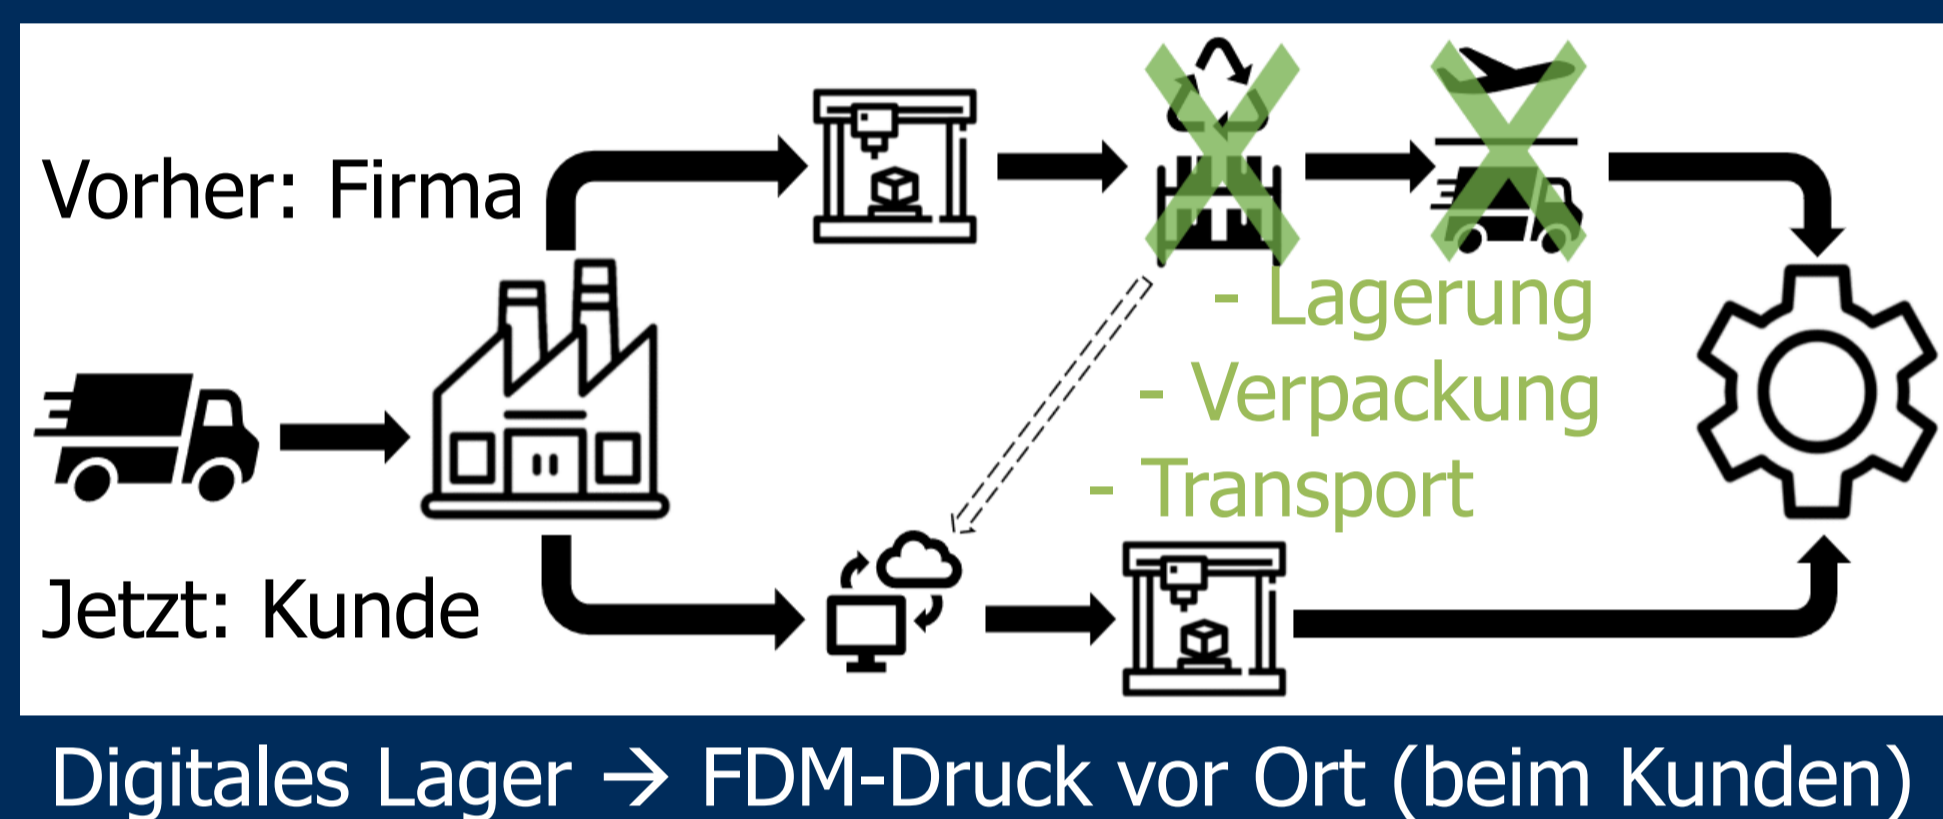 Vorher: Firma
- Lagerung
- Verpackung
- Transport
Jetzt: Kunde
Digitales Lager → FDM-Druck vor Ort (beim Kunden)